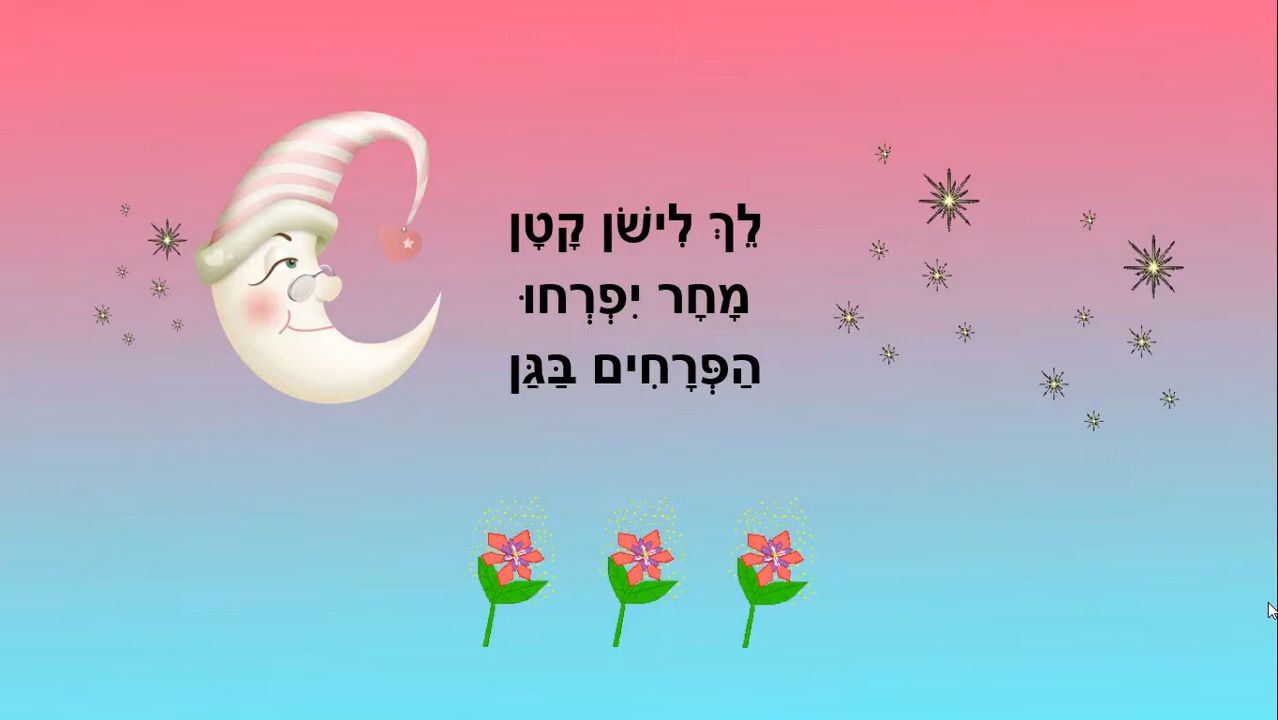 לֵךְ לִישֹׁן קָטָן
מָחָר יִפְרְחוּ
הַפְּרָחִים בַּגַּן